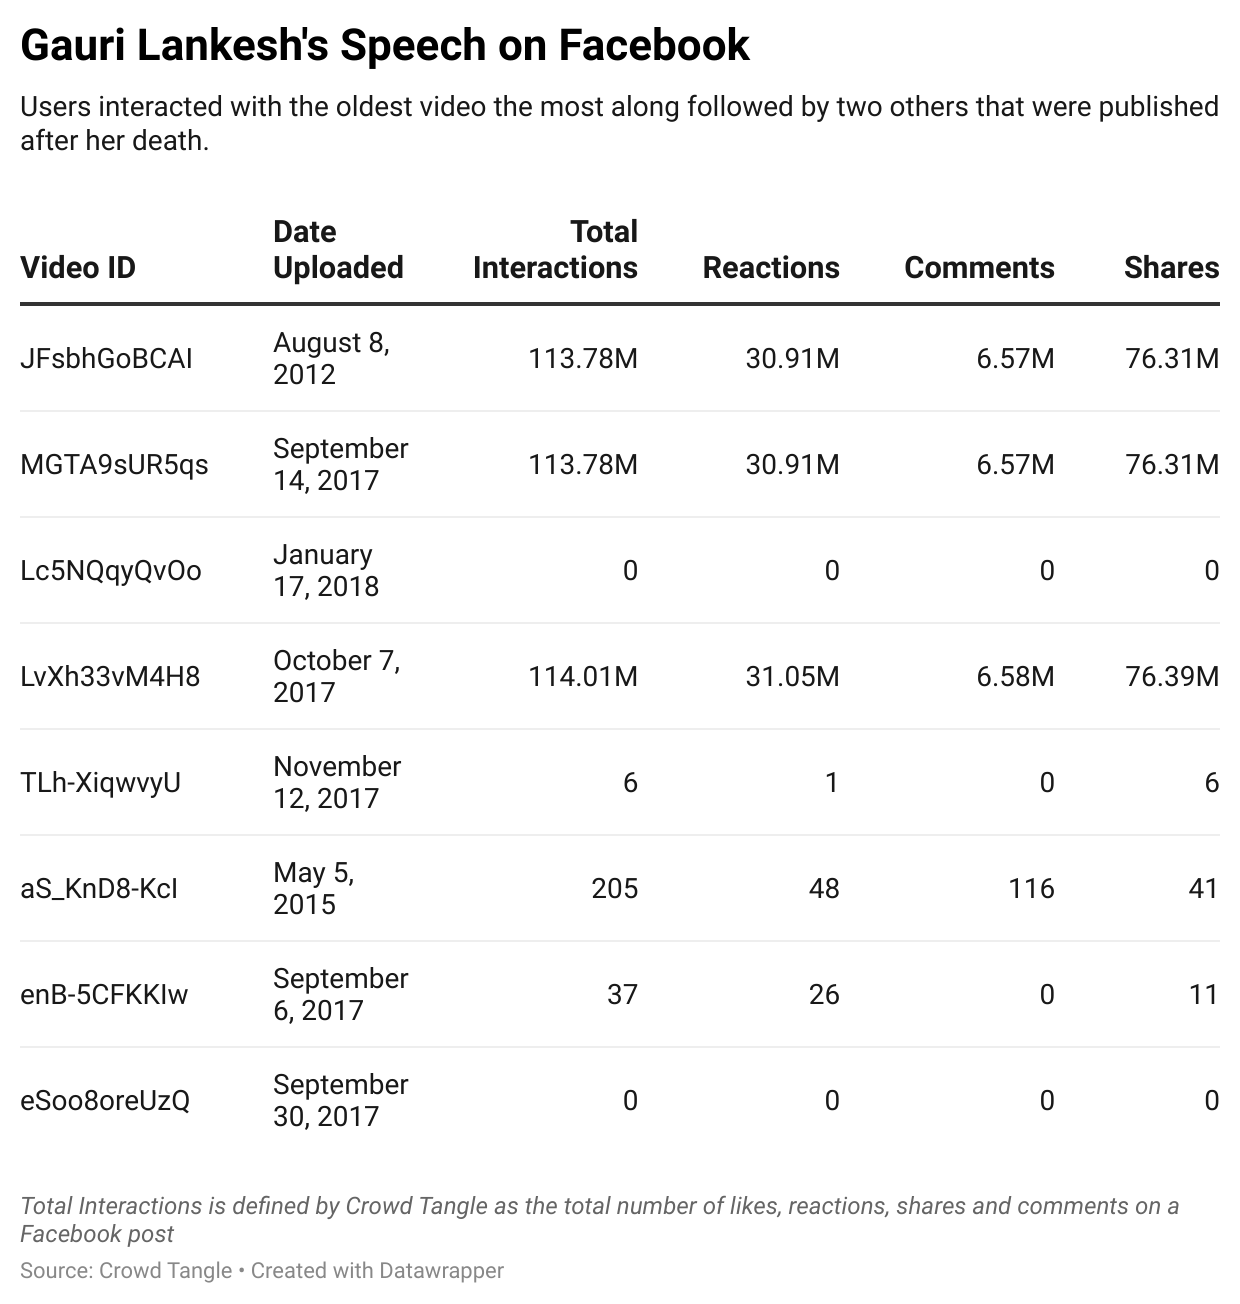 Gauri Lankesh's Speech on Facebook
Users interacted with the oldest video the most along followed by two others that were published
after her death.
Video ID Date Uploaded Total Interactions Reactions Comments Shares
JFsbhGoBCAI August 8, 2012 113.78M 30.91M 6.57M 76.31M
MGTA9sUR5qs September 14, 2017 113.78M 30.91M 6.57M 76.31M
Lc5NQqyQvOo January 17, 2018 0 0 0 0
LvXh33vM4H8 October 7, 2017 114.01M 31.05M 6.58M 76.39M
TLh-XiqwvyU November 12, 2017 6 1 0 6
aS_KnD8-KcI May 5, 2015 205 48 116 41
enB-5CFKKIw September 6, 2017 37 26 0 11
eSoo8oreUzQ September 30, 2017 0 0 0 0
Total Interactions is defined by Crowd Tangle as the total number of likes, reactions, shares and comments on a
Facebook post
Source: Crowd Tangle • Created with Datawrapper